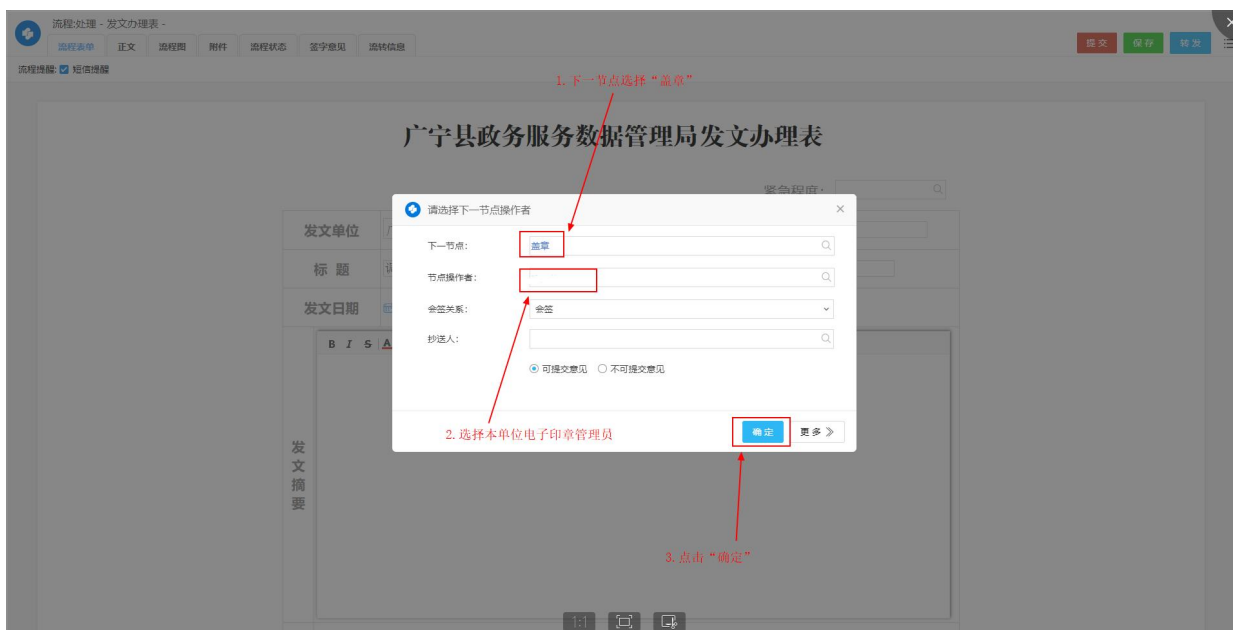 流程:处理 - 发文办理表 -
流程表单 正文 流程图 附件 流程状态 签字意见 流转信息
提交 保存 转发
流程提醒: 短信提醒
1.下一节点选择“盖章”
广宁县政务服务数据管理局发文办理表
紧急程度:
请选择下一节点操作者
发文单位
下一节点: 盖章
标 题
节点操作者:
发文日期
会签关系: 会签
B I S A
抄送人:
可提交意见 不可提交意见
2.选择本单位电子印章管理员
确定 更多
发文摘要
3.点击“确定”
1:1